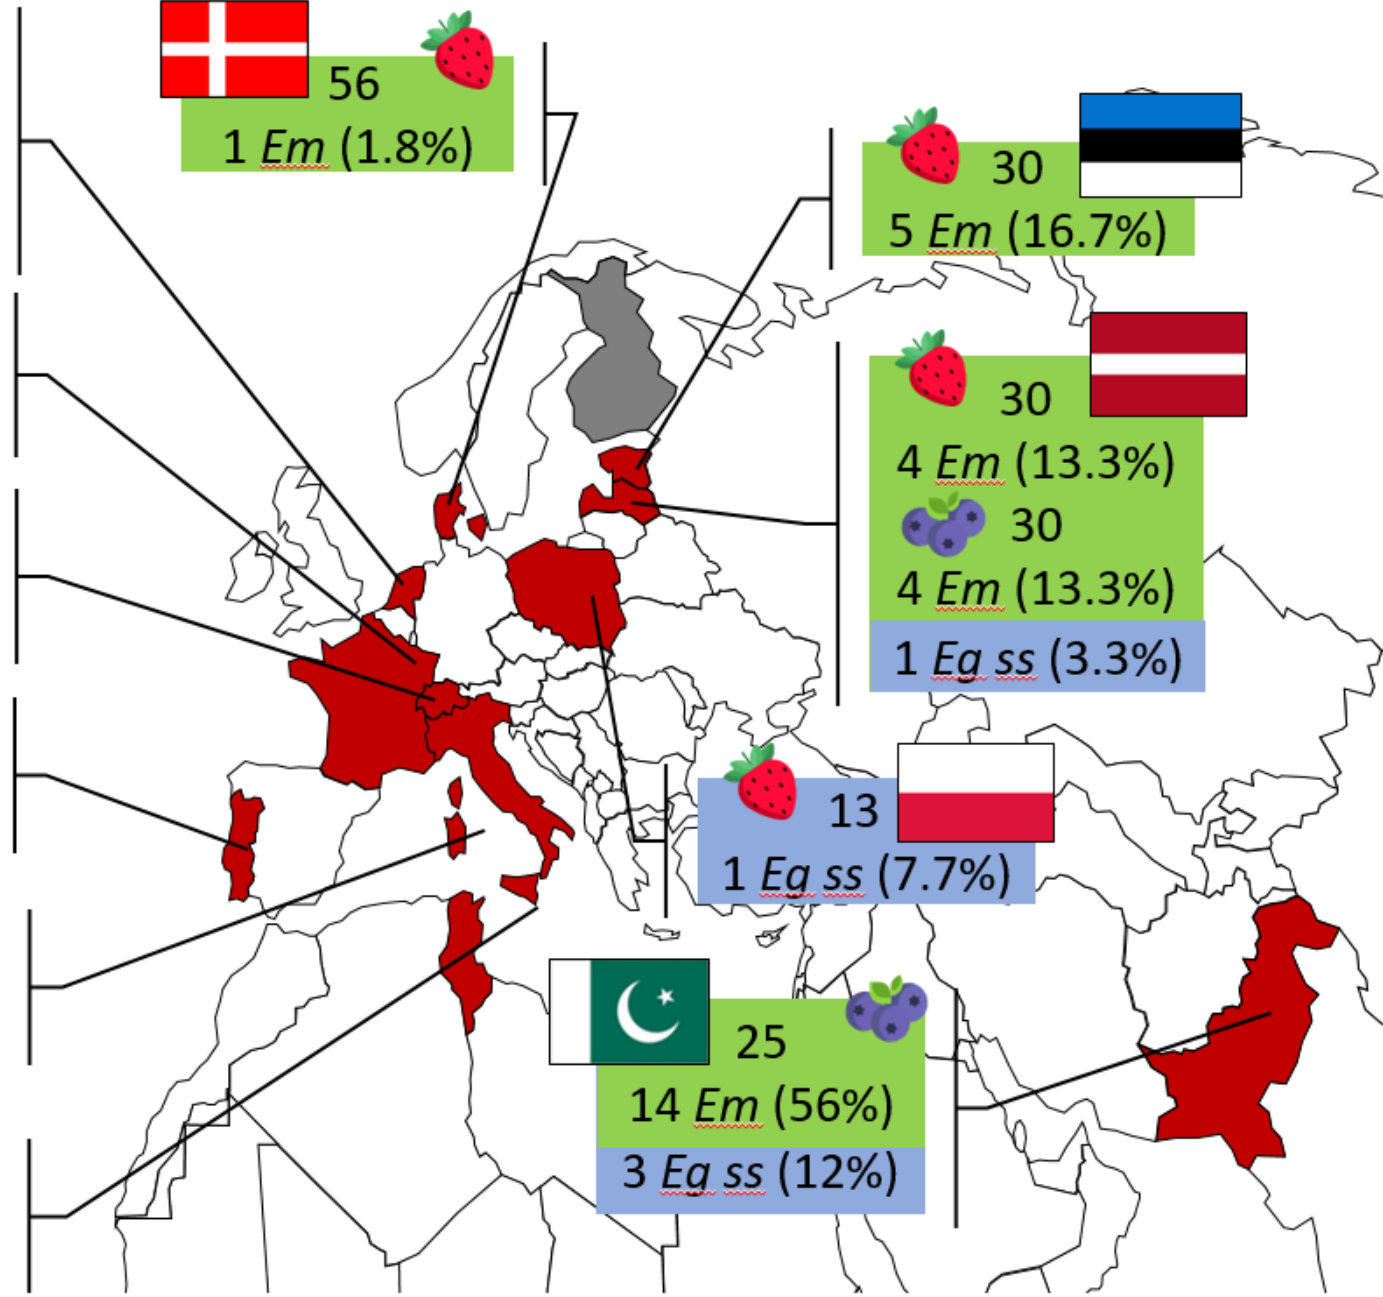 56
1 Em (1.8%)
30
5 Em (16.7%)
30
4 Em (13.3%)
30
4 Em (13.3%)
1 Eg ss (3.3%)
13
1 Eg ss (7.7%)
25
14 Em (56%)
3 Eg ss (12%)